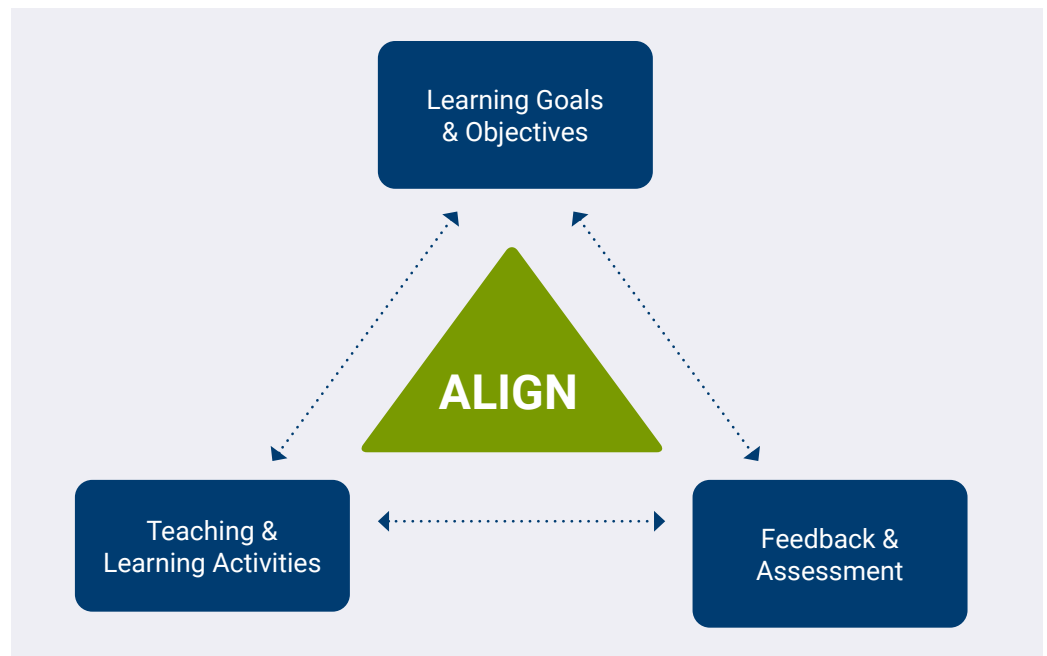 Learning Goals
& Objectives
ALIGN
Teaching &
Learning Activities
Feedback &
Assessment